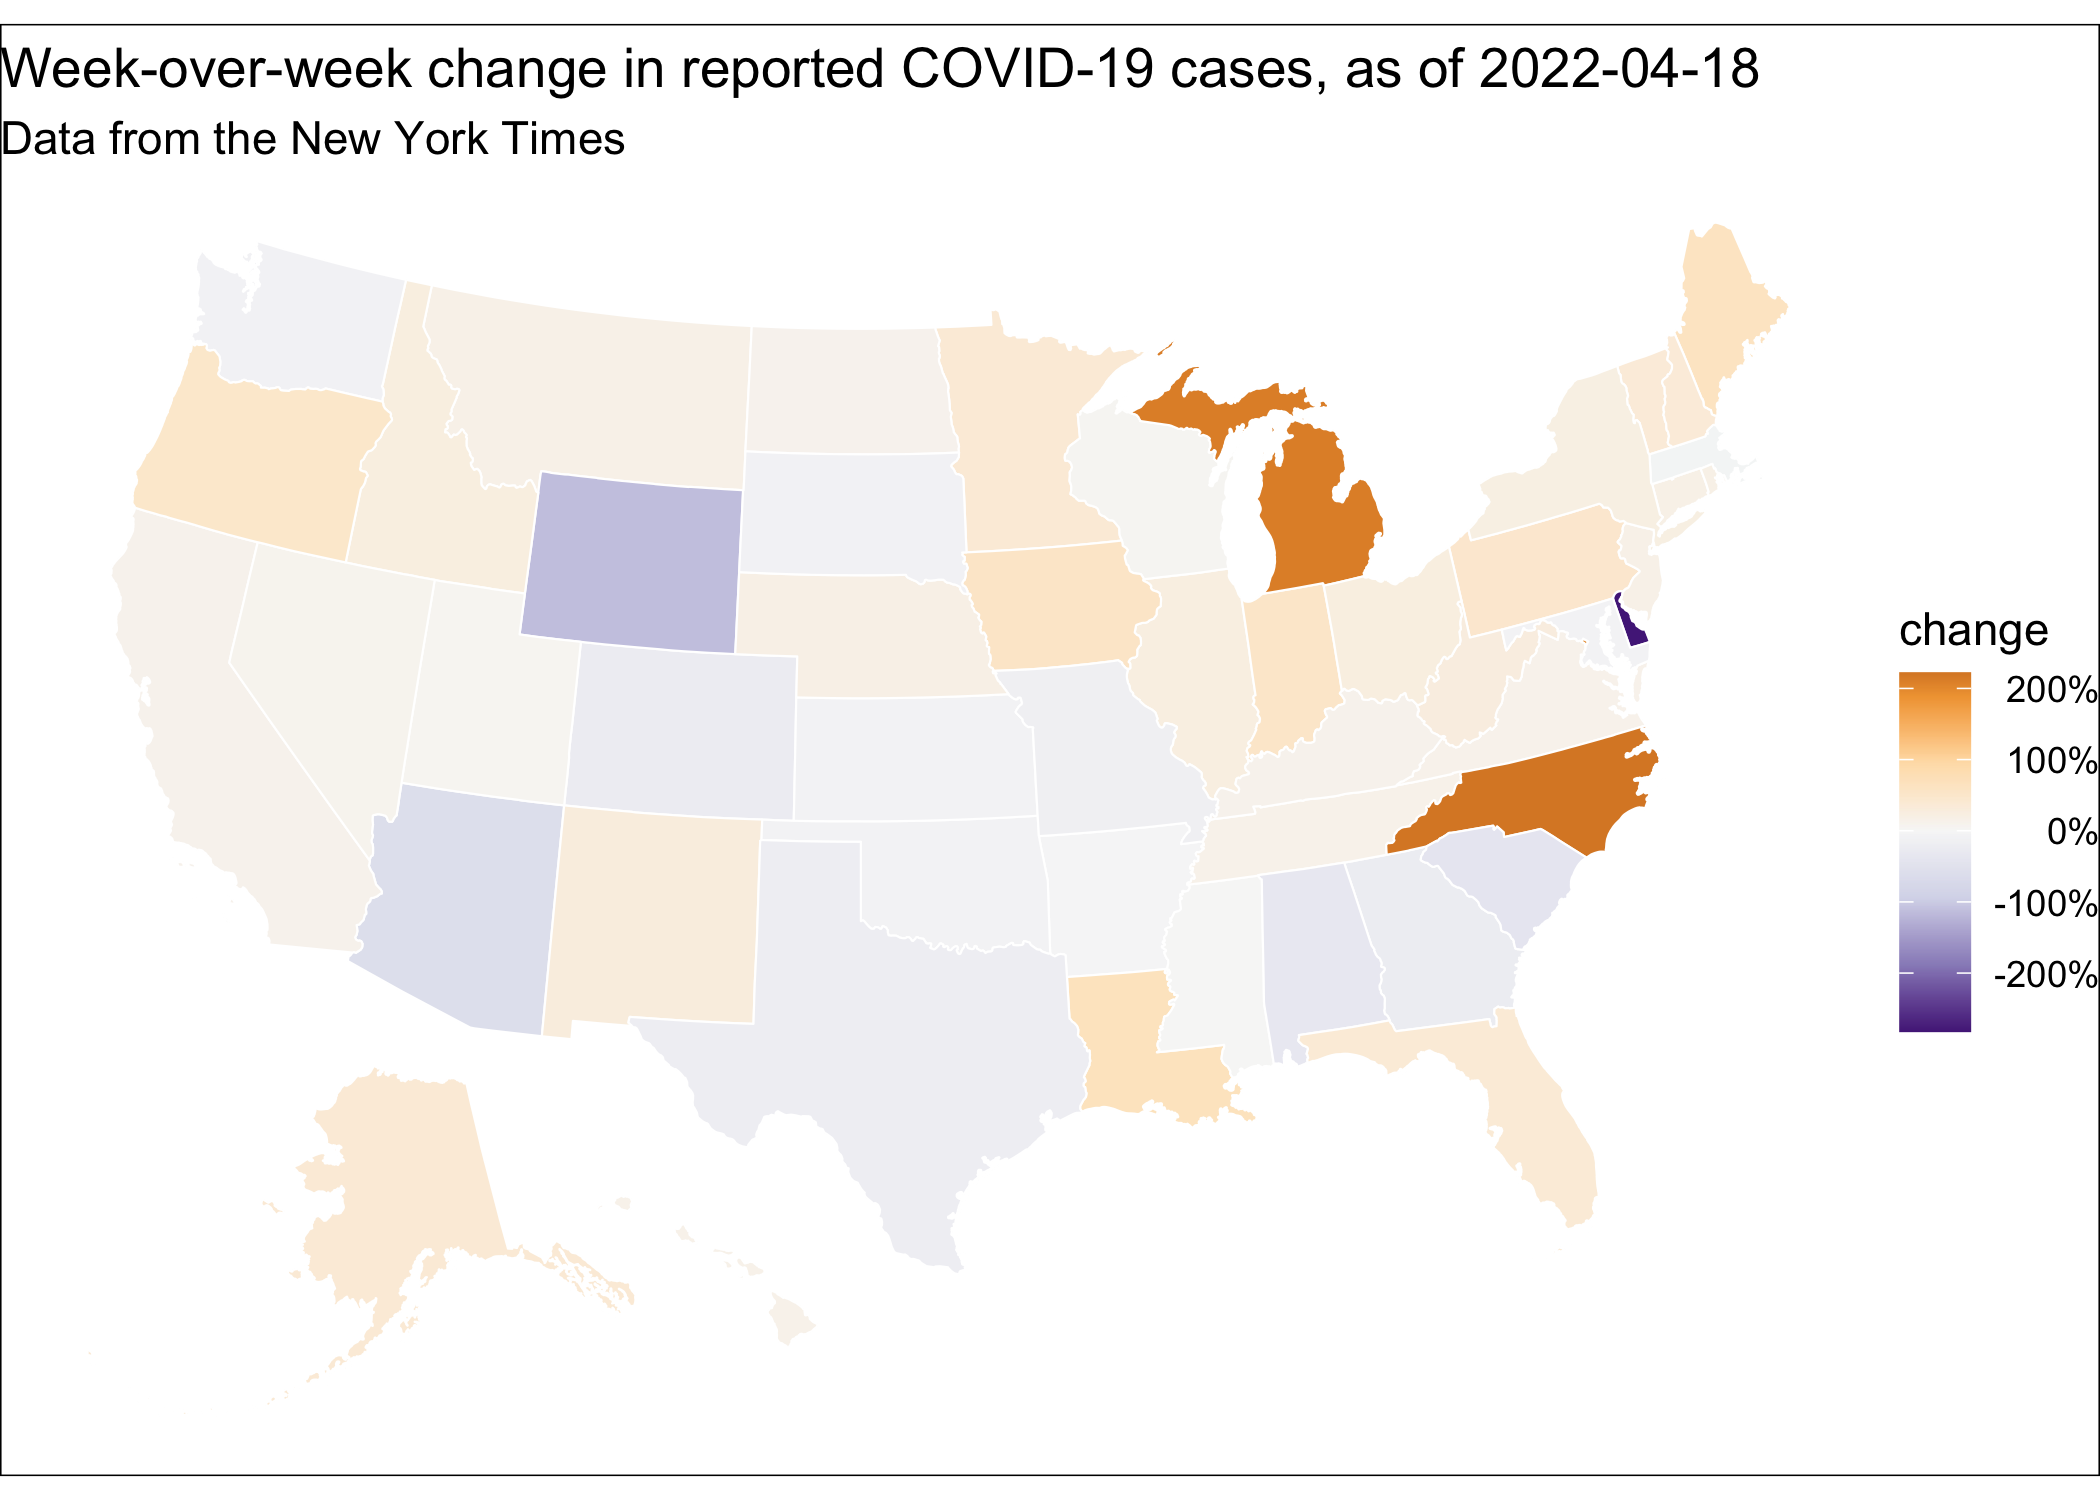 Week-over-week change in reported COVID-19 cases, as of 2022-04-18
Data from the New York Times
change
200%
100%
0%
-100%
-200%